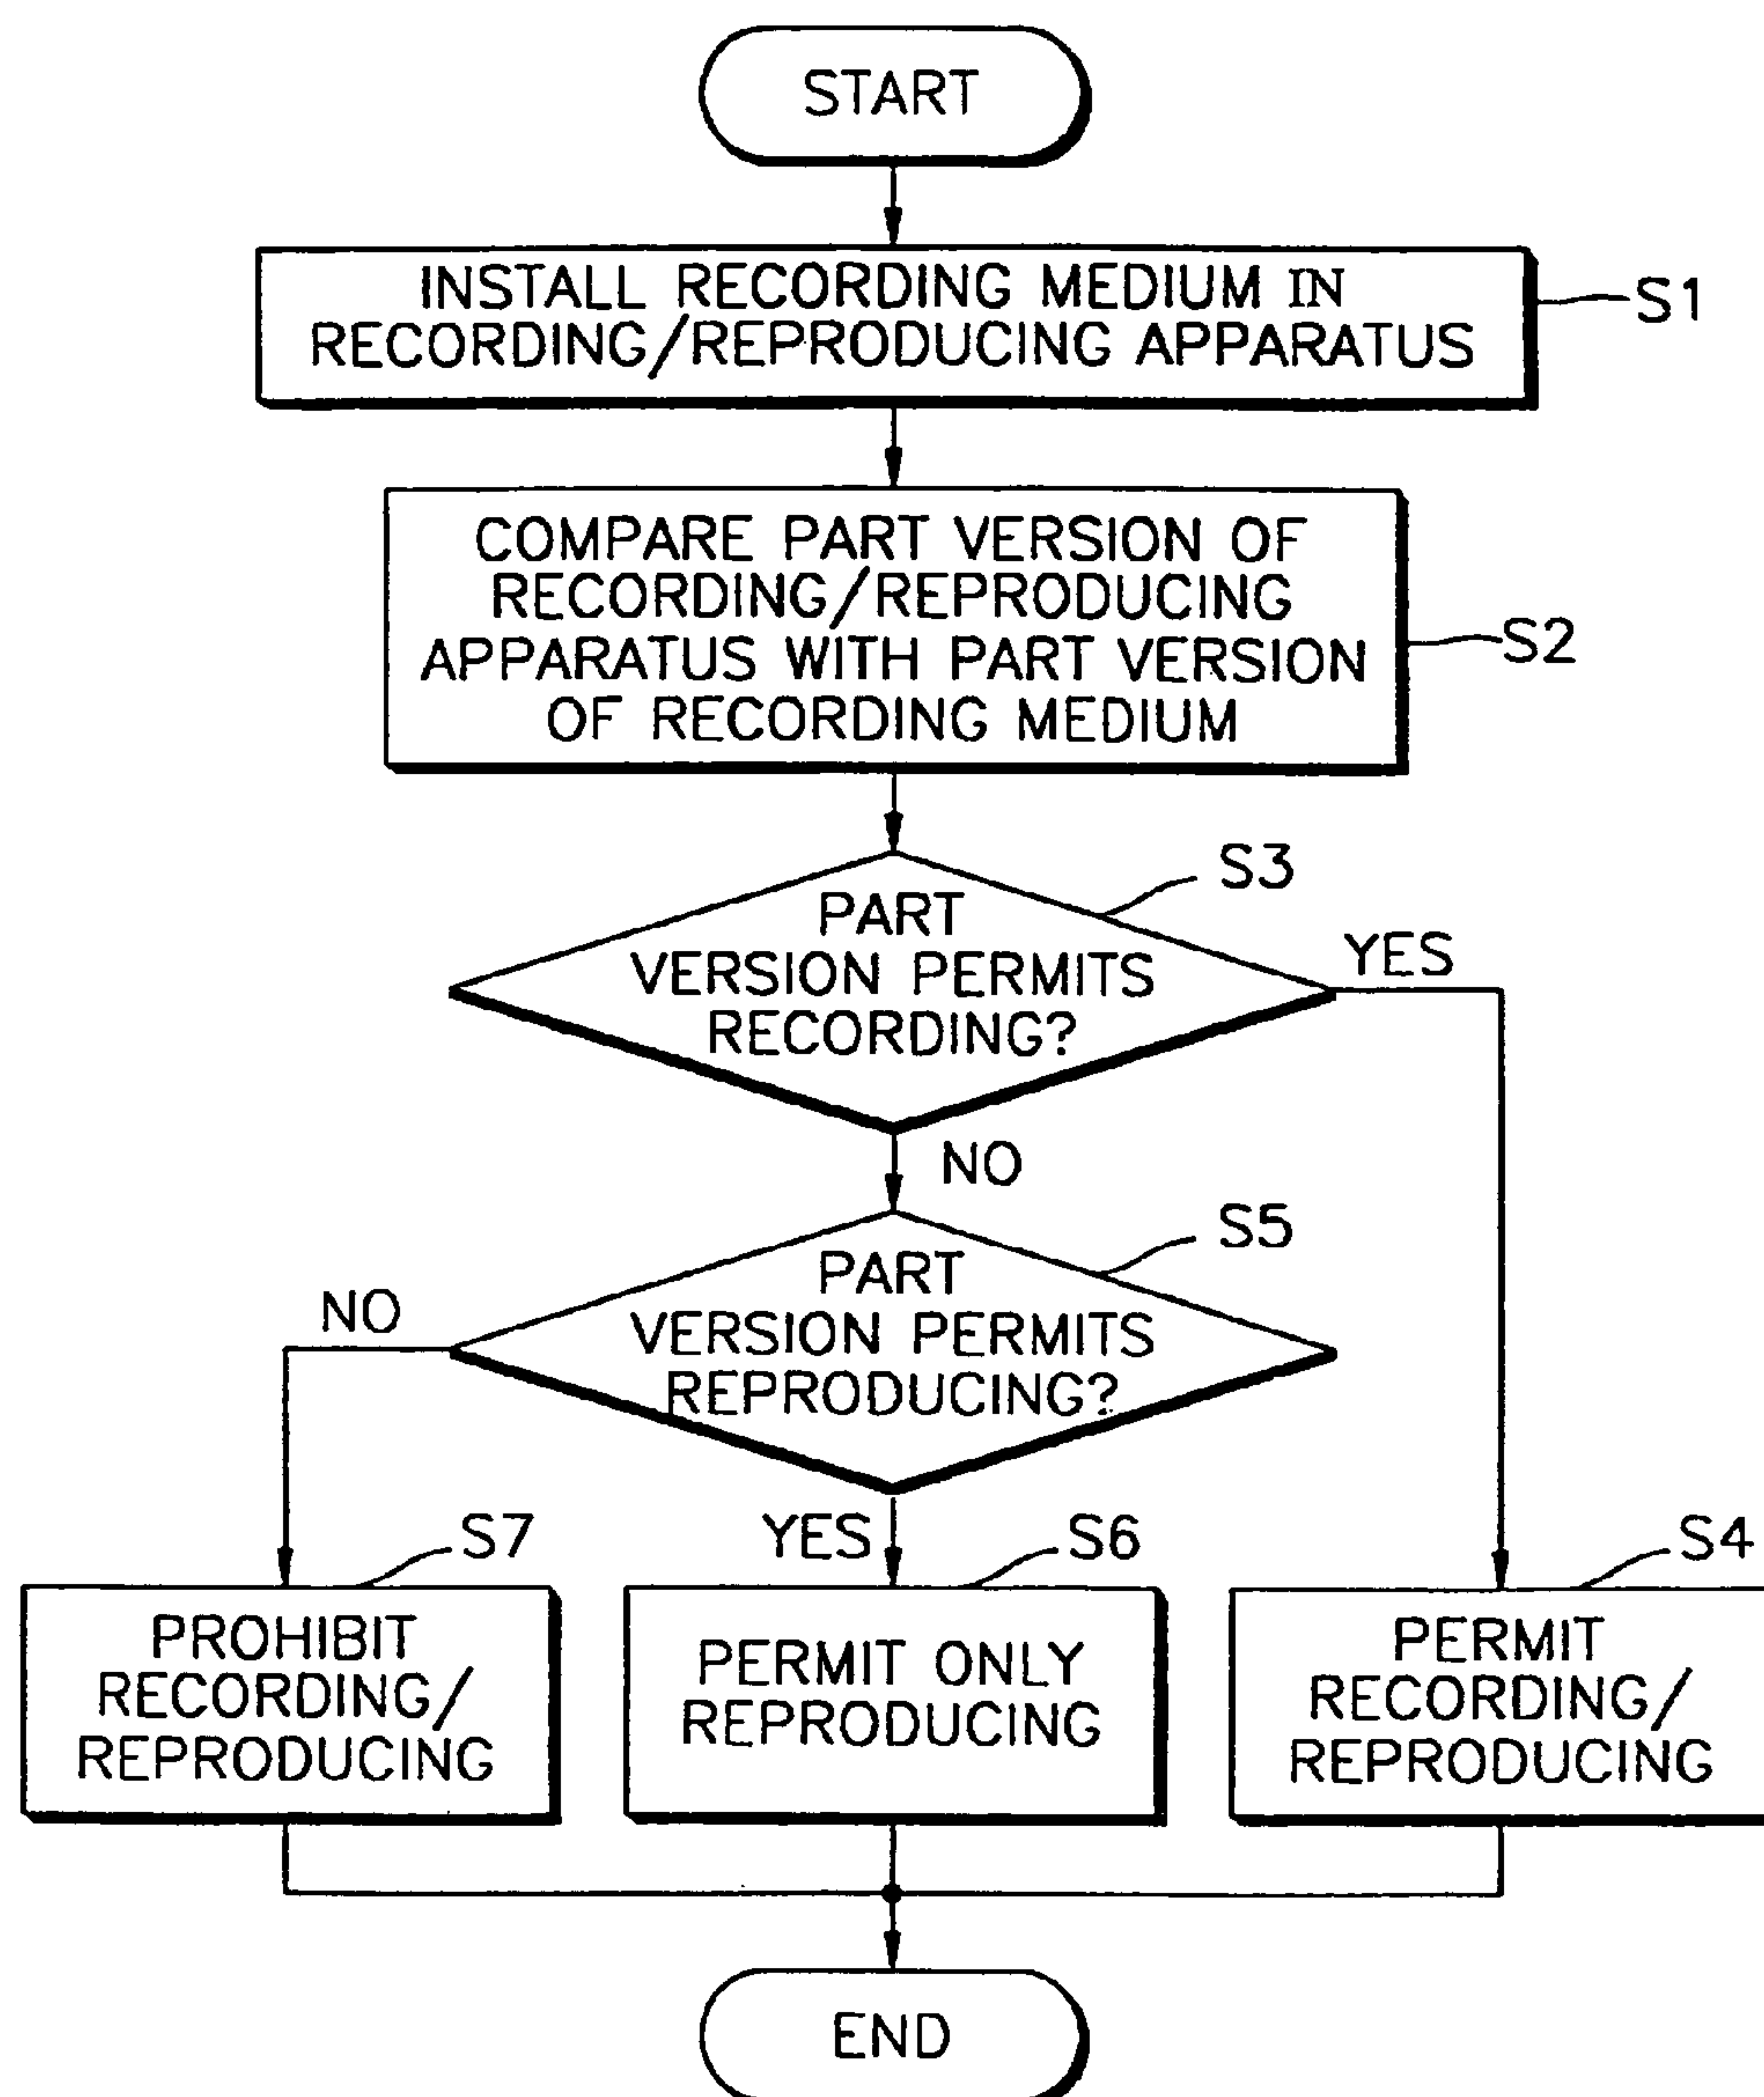 START
INSTALL RECORDING MEDIUM IN
RECORDING/REPRODUCING APPARATUS
S1
COMPARE PART VERSION OF
RECORDING/REPRODUCING
APPARATUS WITH PART VERSION
OF RECORDING MEDIUM
S2
S3
PART
VERSION PERMITS
RECORDING?
YES
NO
S5
PART
VERSION PERMITS
REPRODUCING?
NO
YES
S7
PROHIBIT
RECORDING/
REPRODUCING
S6
PERMIT ONLY
REPRODUCING
S4
PERMIT
RECORDING/
REPRODUCING
END